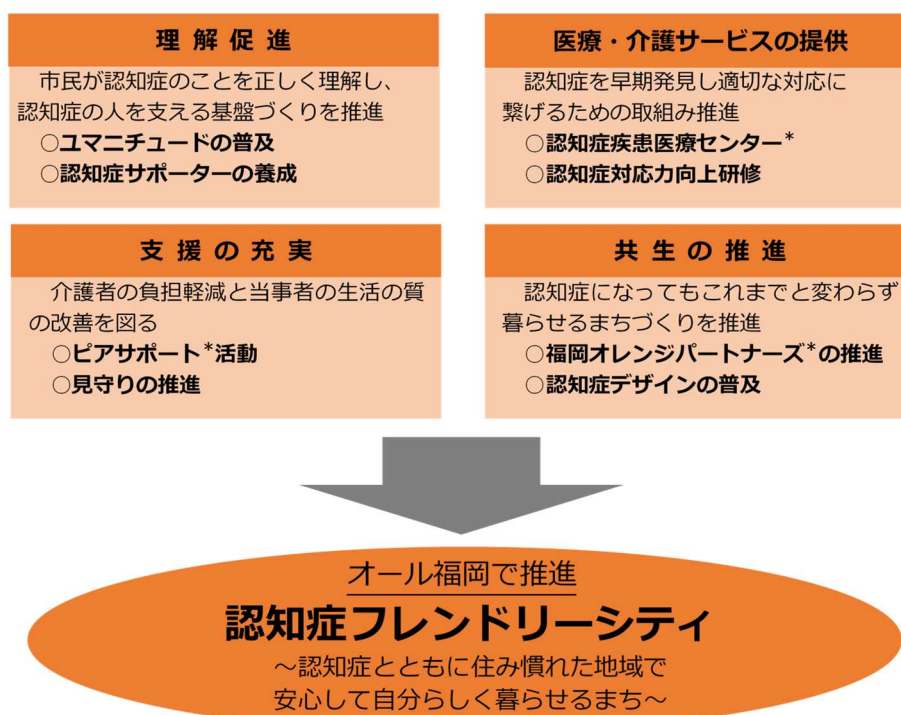 理解促進
市民が認知症のことを正しく理解し、
認知症の人を支える基盤づくりを推進
○ユマニチュードの普及
○認知症サポーターの養成
医療・介護サービスの提供
認知症を早期発見し適切な対応に
繋げるための取組み推進
○認知症疾患医療センター*
○認知症対応力向上研修
支援の充実
介護者の負担軽減と当事者の生活の質
の改善を図る
○ピアサポート*活動
○見守りの推進
共生の推進
認知症になってもこれまでと変わらず
暮らせるまちづくりを推進
○福岡オレンジパートナーズ*の推進
○認知症デザインの普及
オール福岡で推進
認知症フレンドリーシティ
～認知症とともに住み慣れた地域で
安心して自分らしく暮らせるまち～